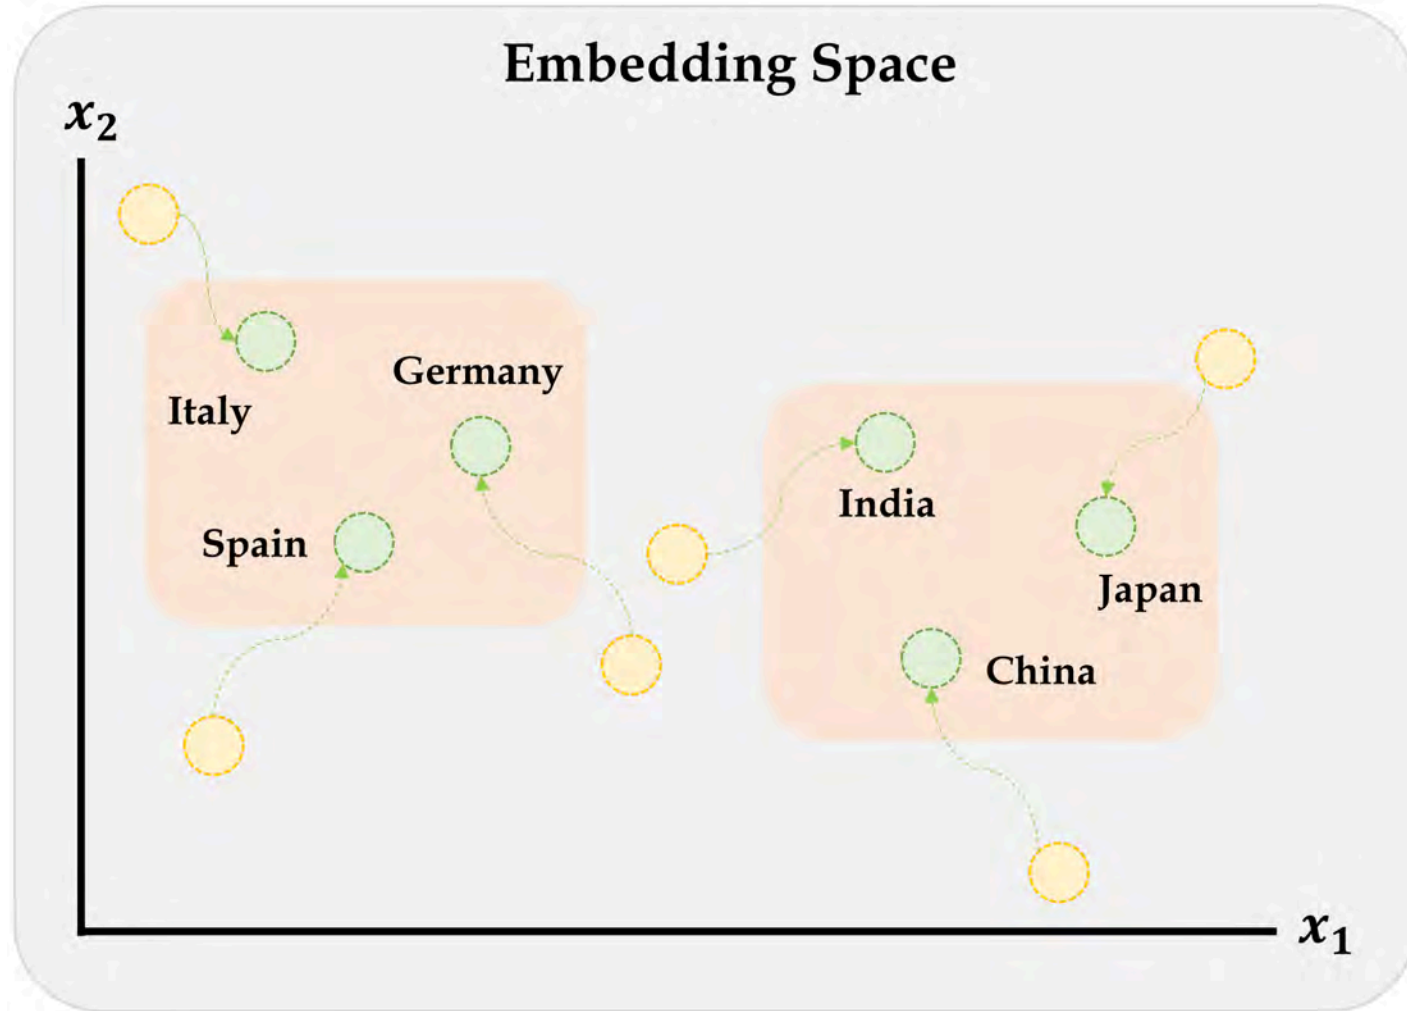 Embedding Space
x₂
Italy
Germany
Spain
India
Japan
China
x₁